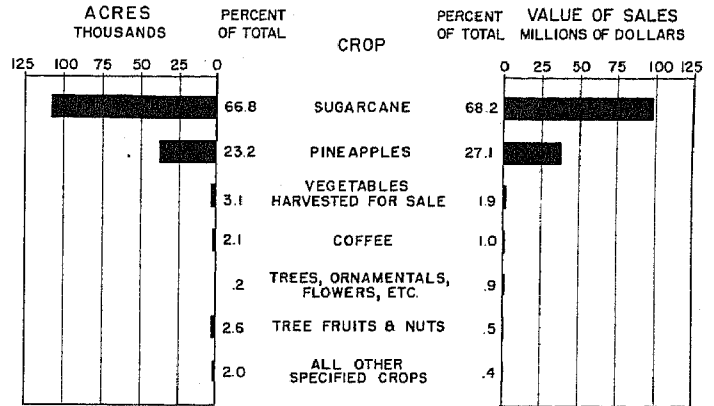 ACRES
THOUSANDS
PERCENT
OF TOTAL
CROP
PERCENT
OF TOTAL
VALUE OF SALES
MILLIONS OF DOLLARS
125 100 75 50 25 0
0 25 50 75 100 125
66.8 SUGARCANE 68.2
23.2 PINEAPPLES 27.1
VEGETABLES
3.1 HARVESTED FOR SALE 1.9
2.1 COFFEE 1.0
TREES, ORNAMENTALS,
.2 FLOWERS, ETC. .9
2.6 TREE FRUITS & NUTS .5
ALL OTHER
2.0 SPECIFIED CROPS .4